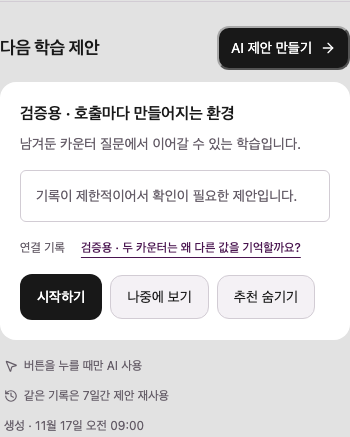 다음 학습 제안
AI 제안 만들기 →
검증용 · 호출마다 만들어지는 환경
남겨둔 카운터 질문에서 이어갈 수 있는 학습입니다.
기록이 제한적이어서 확인이 필요한 제안입니다.
연결 기록 검증용 · 두 카운터는 왜 다른 값을 기억할까요?
시작하기 나중에 보기 추천 숨기기
버튼을 누를 때만 AI 사용
같은 기록은 7일간 제안 재사용
생성 · 11월 17일 오전 09:00